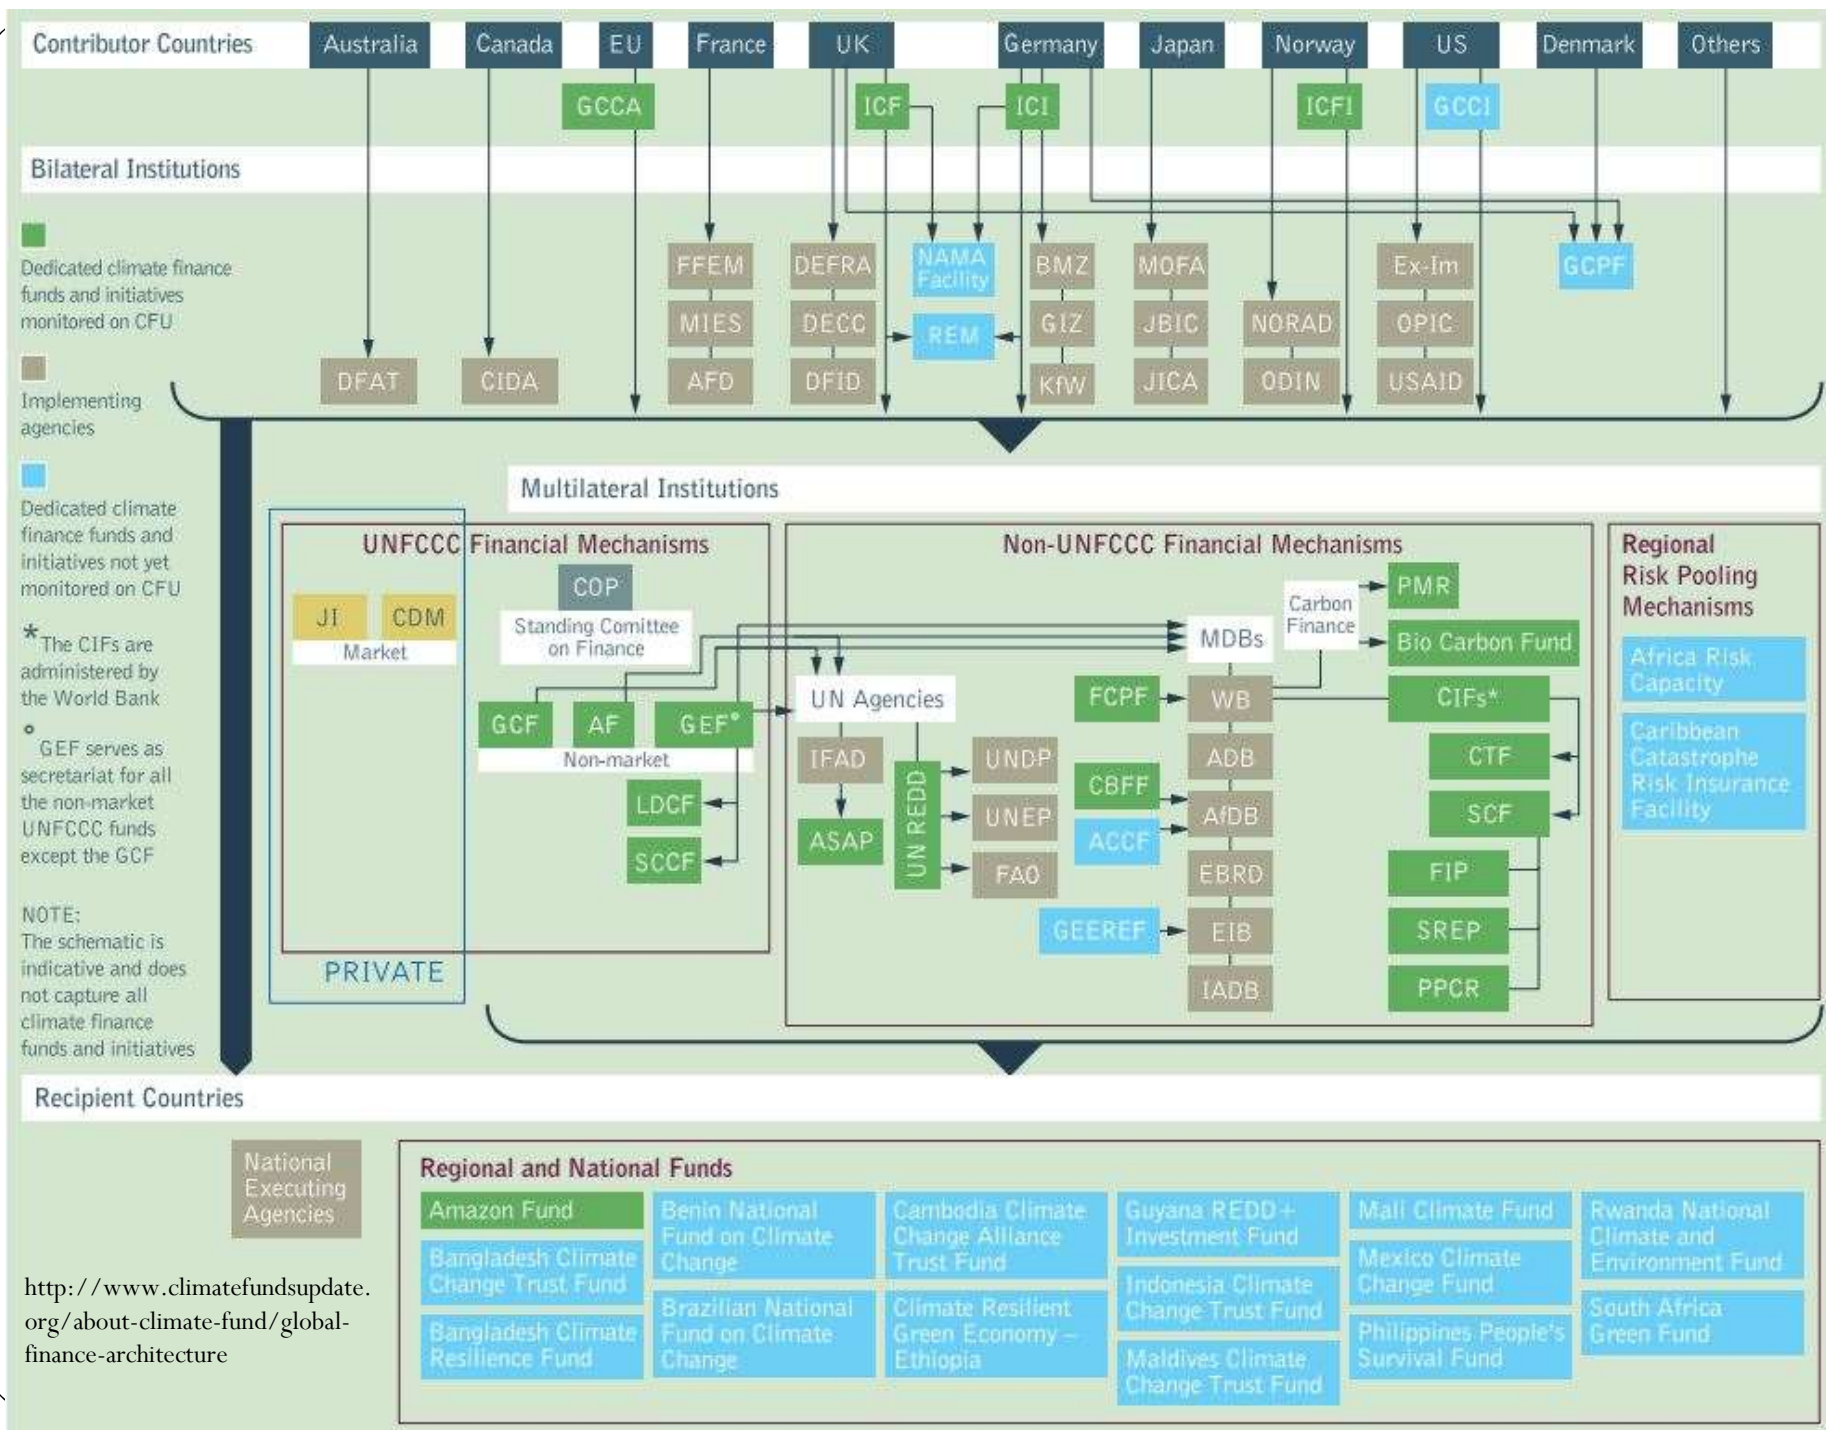 Contributor Countries
Australia
Canada
EU
France
UK
Germany
Japan
Norway
US
Denmark
Others
GCCA
ICF
ICI
ICFI
GCCI
Bilateral Institutions
Dedicated climate finance
funds and initiatives
monitored on CFU
Implementing
agencies
Dedicated climate
finance funds and
initiatives not yet
monitored on CFU
* The CIFs are
administered by
the World Bank
° GEF serves as
secretariat for all
the non-market
UNFCCC funds
except the GCF
NOTE:
The schematic is
indicative and does
not capture all
climate finance
funds and initiatives
DFAT
CIDA
FFEM
MIES
AFD
DEFRA
DECC
DFID
NAMA
Facility
REM
BMZ
GIZ
KfW
MOFA
JBIC
JICA
NORAD
ODIN
Ex-Im
OPIC
USAID
GCPF
Multilateral Institutions
UNFCCC Financial Mechanisms
JI
CDM
Market
COP
Standing Comittee
on Finance
GCF
AF
GEF°
Non-market
LDCF
SCCF
PRIVATE
Non-UNFCCC Financial Mechanisms
UN Agencies
IFAD
ASAP
UN REDD
UNDP
UNEP
FAO
FCPF
CBFF
ACCF
GEEREF
MDBs
WB
ADB
AfDB
EBRD
EIB
IADB
Carbon
Finance
PMR
Bio Carbon Fund
CIFs*
CTF
SCF
FIP
SREP
PPCR
Regional
Risk Pooling
Mechanisms
Africa Risk
Capacity
Caribbean
Catastrophe
Risk Insurance
Facility
Recipient Countries
National
Executing
Agencies
http://www.climatefundsupdate.
org/about-climate-fund/global-
finance-architecture
Regional and National Funds
Amazon Fund
Bangladesh Climate
Change Trust Fund
Bangladesh Climate
Resilience Fund
Benin National
Fund on Climate
Change
Brazilian National
Fund on Climate
Change
Cambodia Climate
Change Alliance
Trust Fund
Climate Resilient
Green Economy –
Ethiopia
Guyana REDD+
Investment Fund
Indonesia Climate
Change Trust Fund
Maldives Climate
Change Trust Fund
Mali Climate Fund
Mexico Climate
Change Fund
Philippines People's
Survival Fund
Rwanda National
Climate and
Environment Fund
South Africa
Green Fund